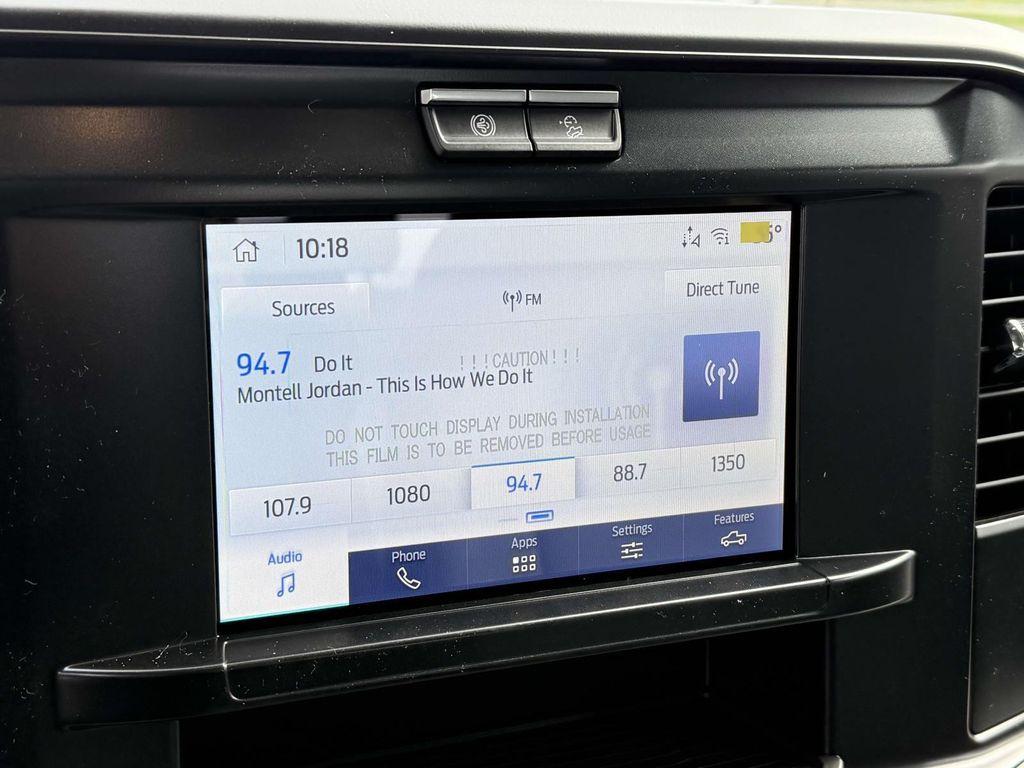 10:18
Sources
FM
Direct Tune
94.7 Do It
! ! ! CAUTION ! ! !
Montell Jordan - This Is How We Do It
DO NOT TOUCH DISPLAY DURING INSTALLATION
THIS FILM IS TO BE REMOVED BEFORE USAGE
107.9 1080 94.7 88.7 1350
Audio Phone Apps Settings Features